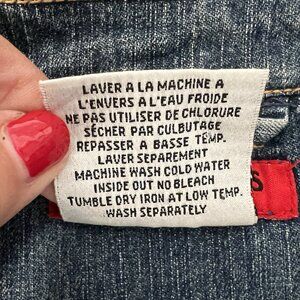 LAVER A LA MACHINE A
L'ENVERS A L'EAU FROIDE
NE PAS UTILISER DE CHLORURE
SÉCHER PAR CULBUTAGE
REPASSER A BASSE TEMP.
LAVER SEPAREMENT
MACHINE WASH COLD WATER
INSIDE OUT NO BLEACH
TUMBLE DRY IRON AT LOW TEMP.
WASH SEPARATELY